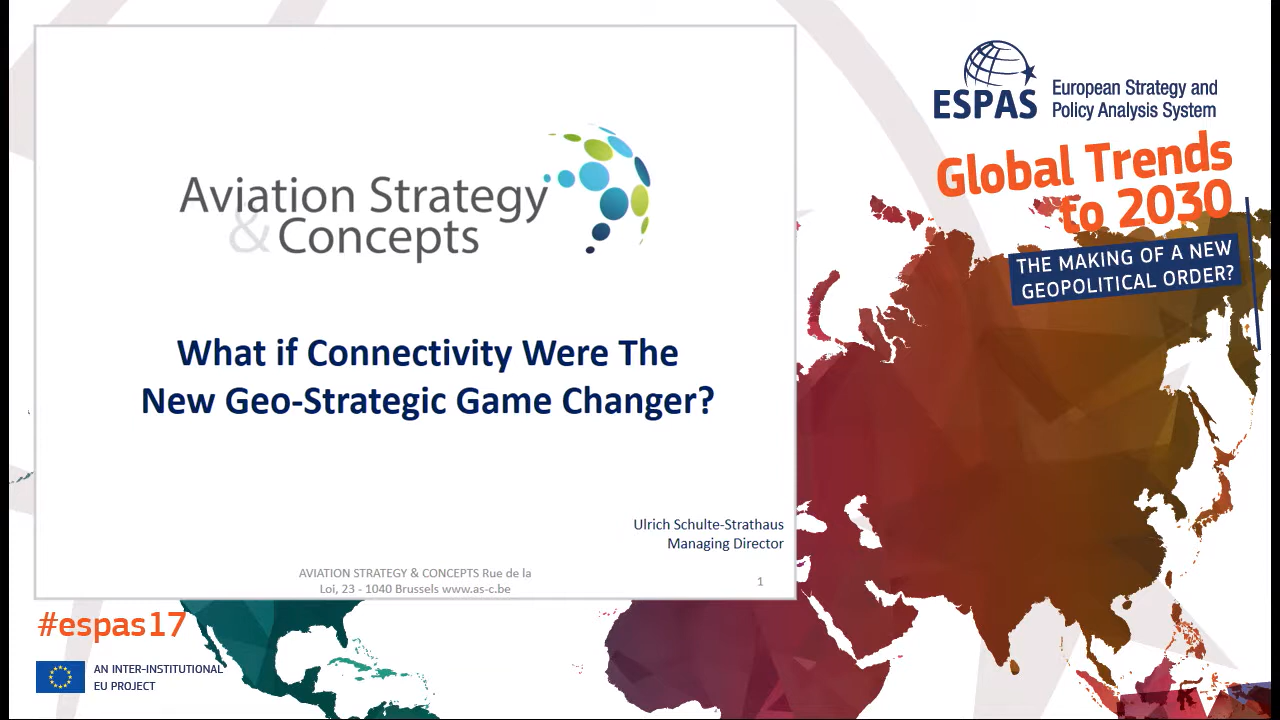 Aviation Strategy
& Concepts
What if Connectivity Were The
New Geo-Strategic Game Changer?
Ulrich Schulte-Strathaus
Managing Director
AVIATION STRATEGY & CONCEPTS Rue de la
Loi, 23 - 1040 Brussels www.as-c.be
1
ESPAS
European Strategy and
Policy Analysis System
Global Trends
to 2030
THE MAKING OF A NEW
GEOPOLITICAL ORDER?
#espas17
AN INTER-INSTITUTIONAL
EU PROJECT